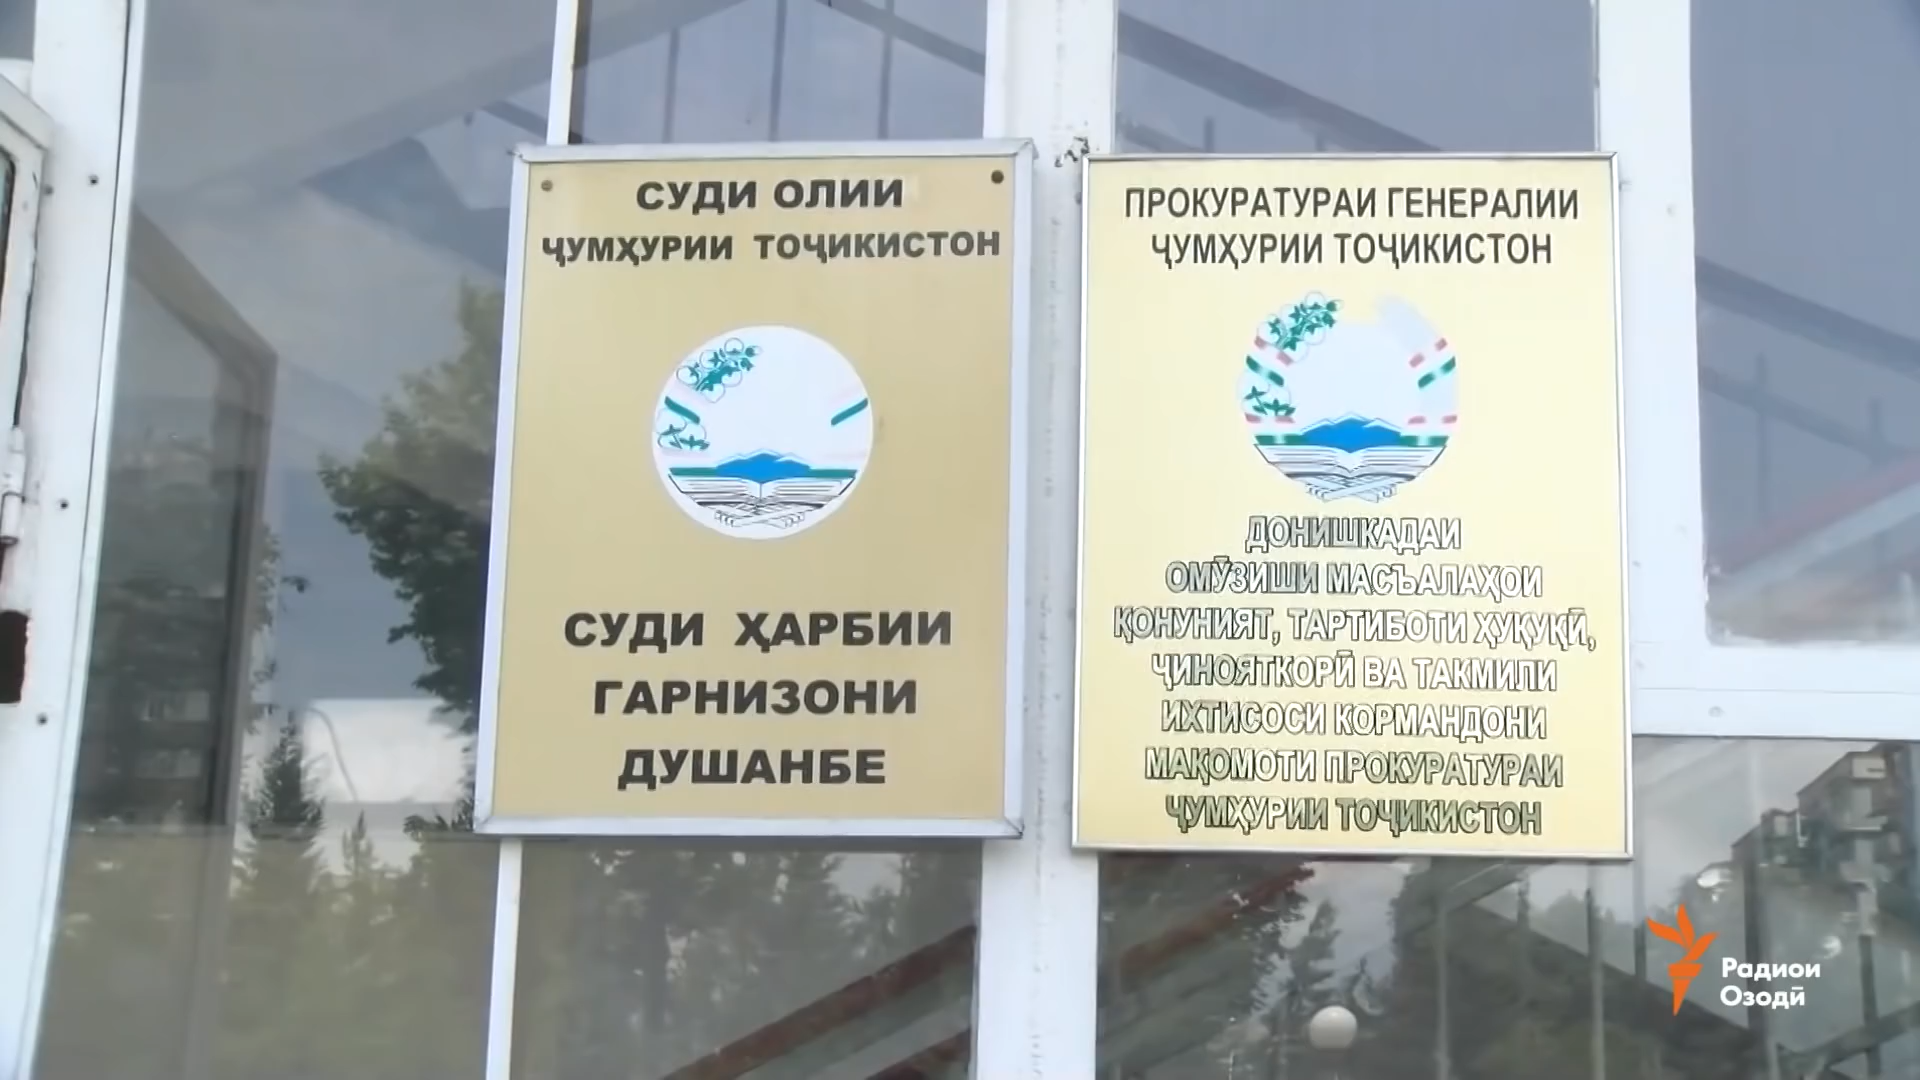 СУДИ ОЛИИ
ҶУМҲУРИИ ТОҶИКИСТОН
СУДИ ҲАРБИИ
ГАРНИЗОНИ
ДУШАНБЕ
ПРОКУРАТУРАИ ГЕНЕРАЛИИ
ҶУМҲУРИИ ТОҶИКИСТОН
ДОНИШКАДАИ
ОМӮЗИШИ МАСЪАЛАҲОИ
ҚОНУНИЯТ, ТАРТИБОТИ ҲУҚУҚӢ,
ҶИНОЯТКОРӢ ВА ТАКМИЛИ
ИХТИСОСИ КОРМАНДОНИ
МАҚОМОТИ ПРОКУРАТУРАИ
ҶУМҲУРИИ ТОҶИКИСТОН
Радиои
Озодӣ